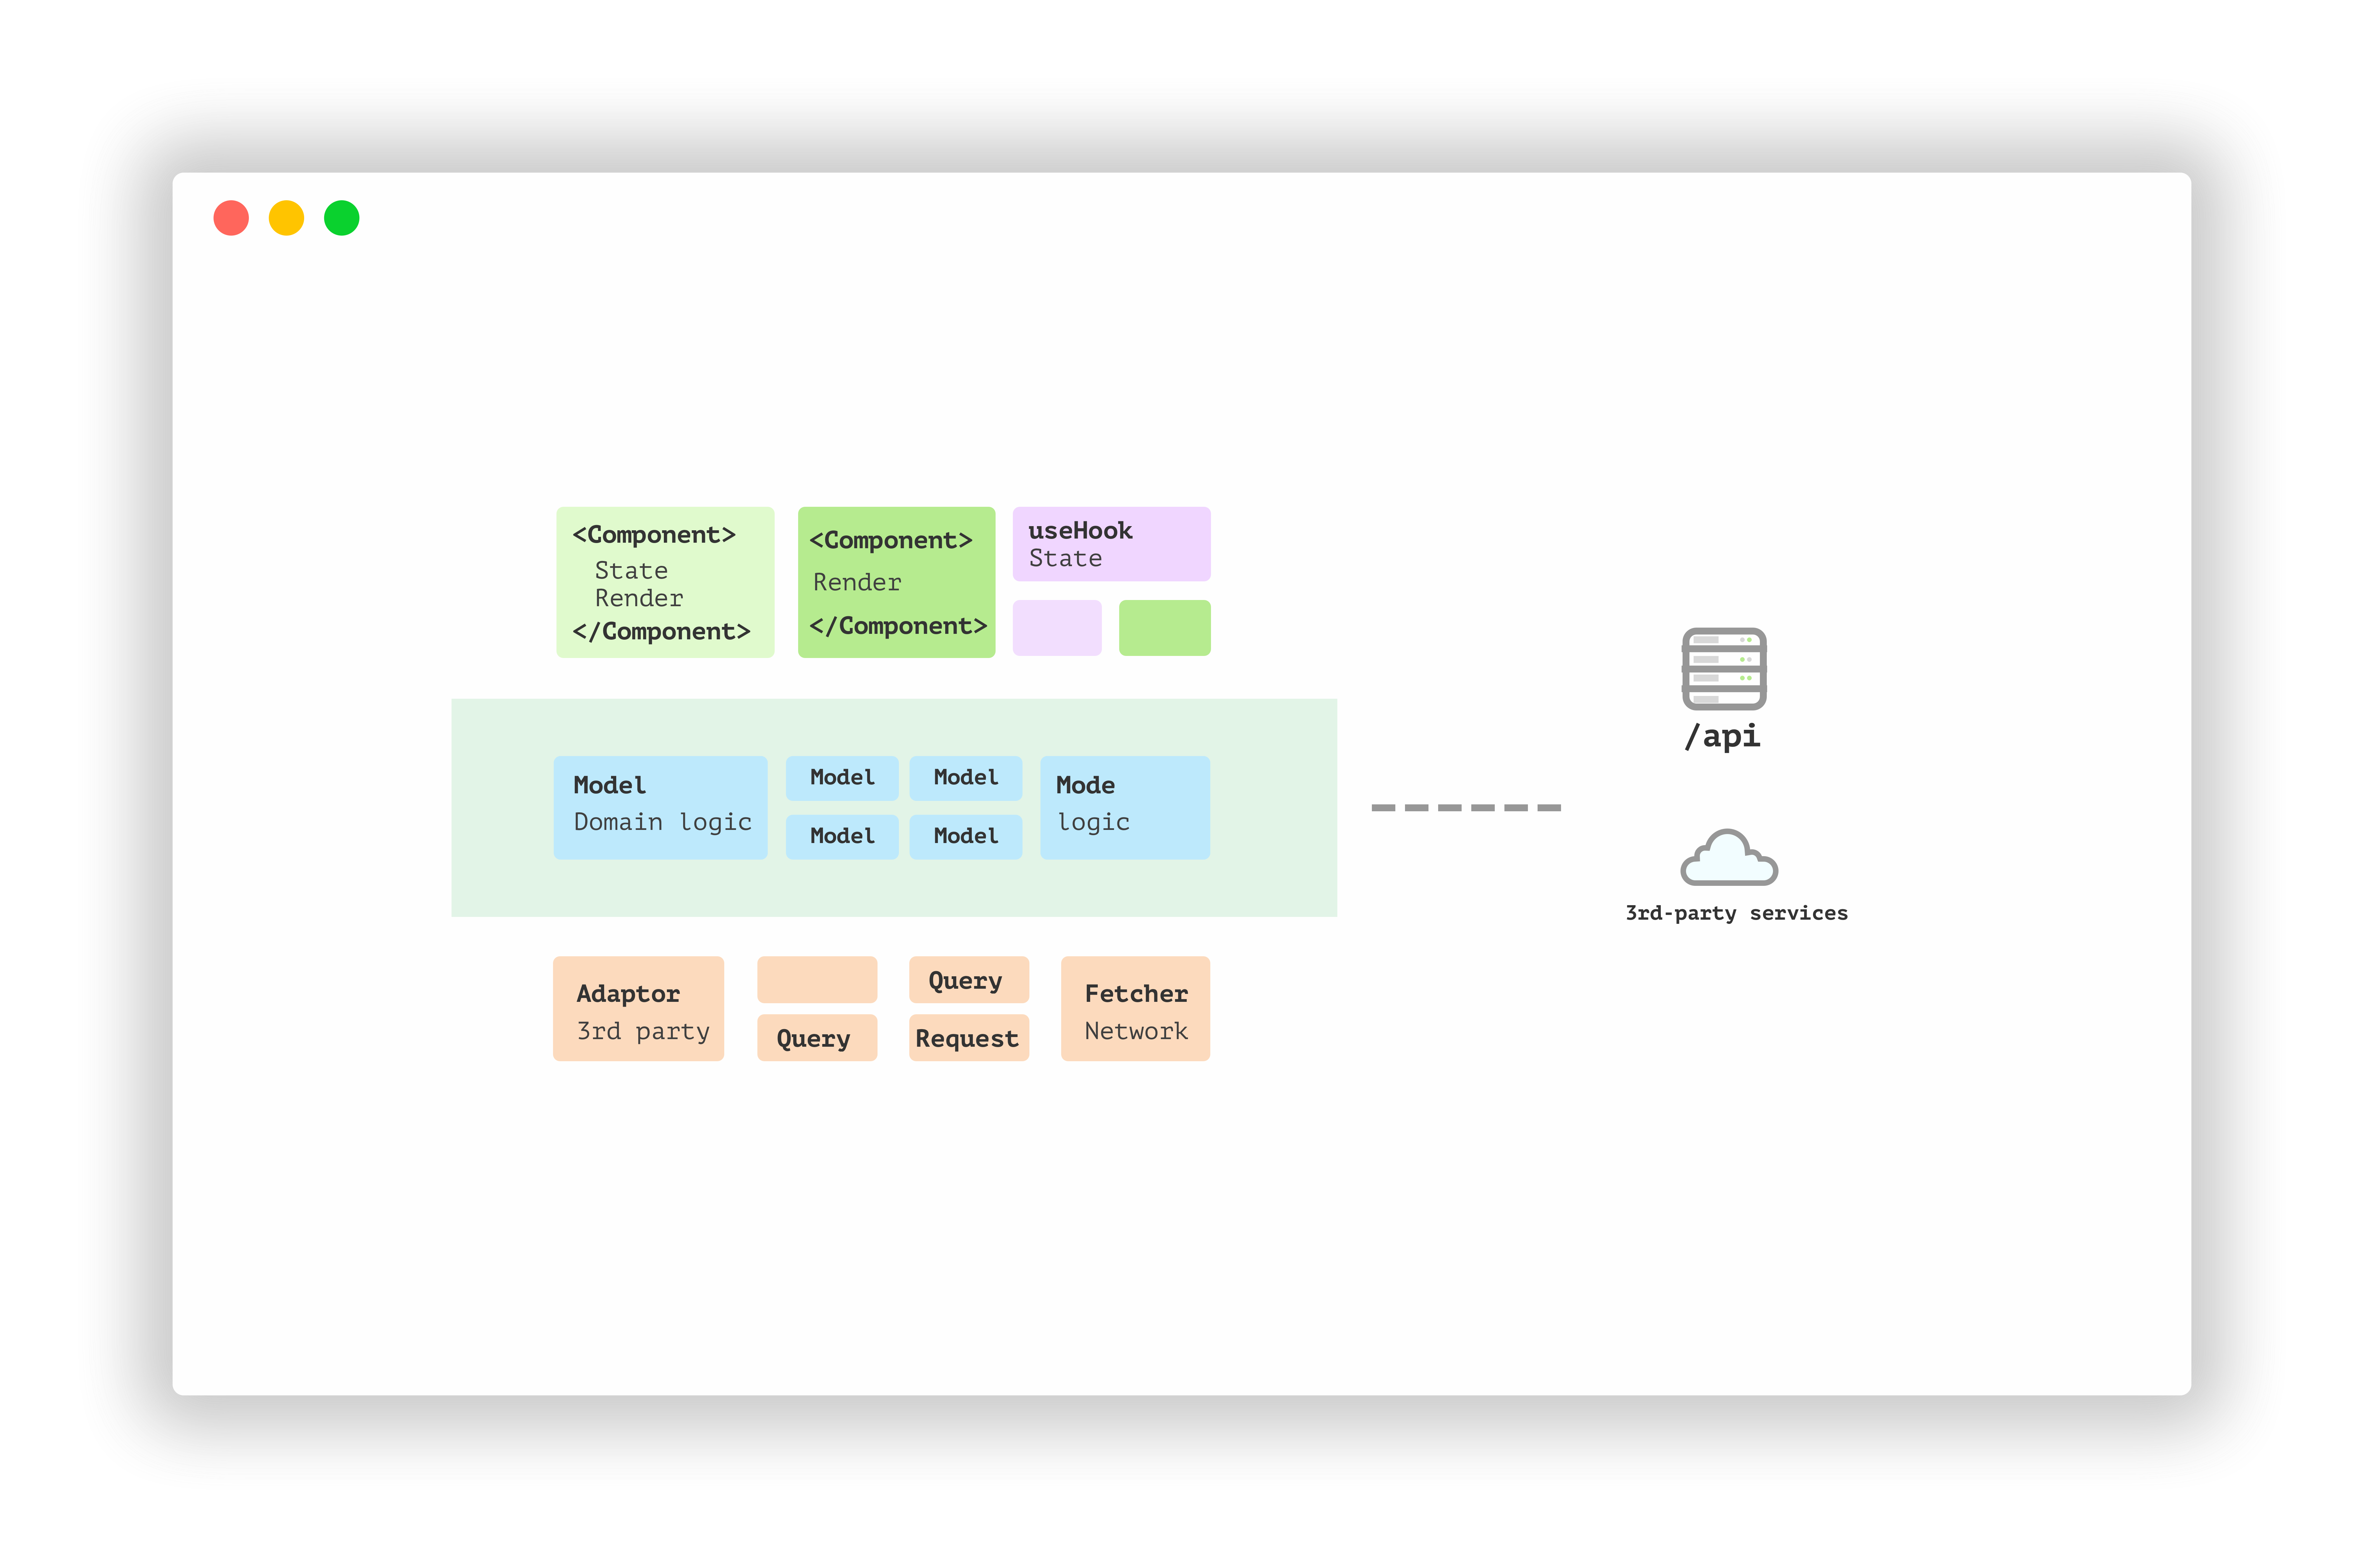 <Component>
State
Render
</Component>
<Component>
Render
</Component>
useHook
State
Model
Domain logic
Model
Model
Model
Model
Mode
logic
Adaptor
3rd party
Query
Query
Request
Fetcher
Network
/api
3rd-party services